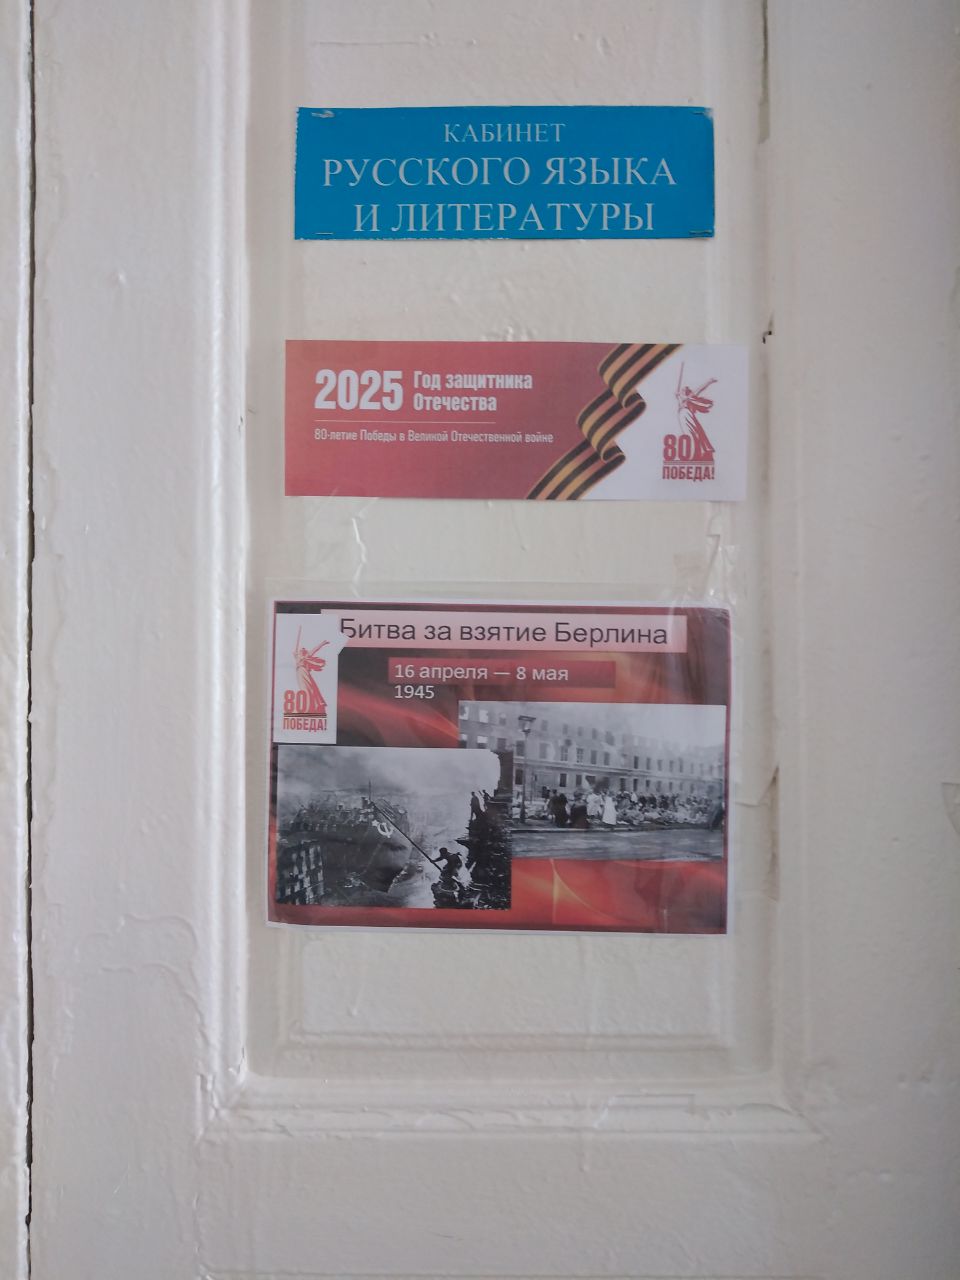 КАБИНЕТ
РУССКОГО ЯЗЫКА
И ЛИТЕРАТУРЫ
2025 Год защитника
Отечества
80-летие Победы в Великой Отечественной войне
80
ПОБЕДА!
Битва за взятие Берлина
16 апреля — 8 мая
1945
80
ПОБЕДА!